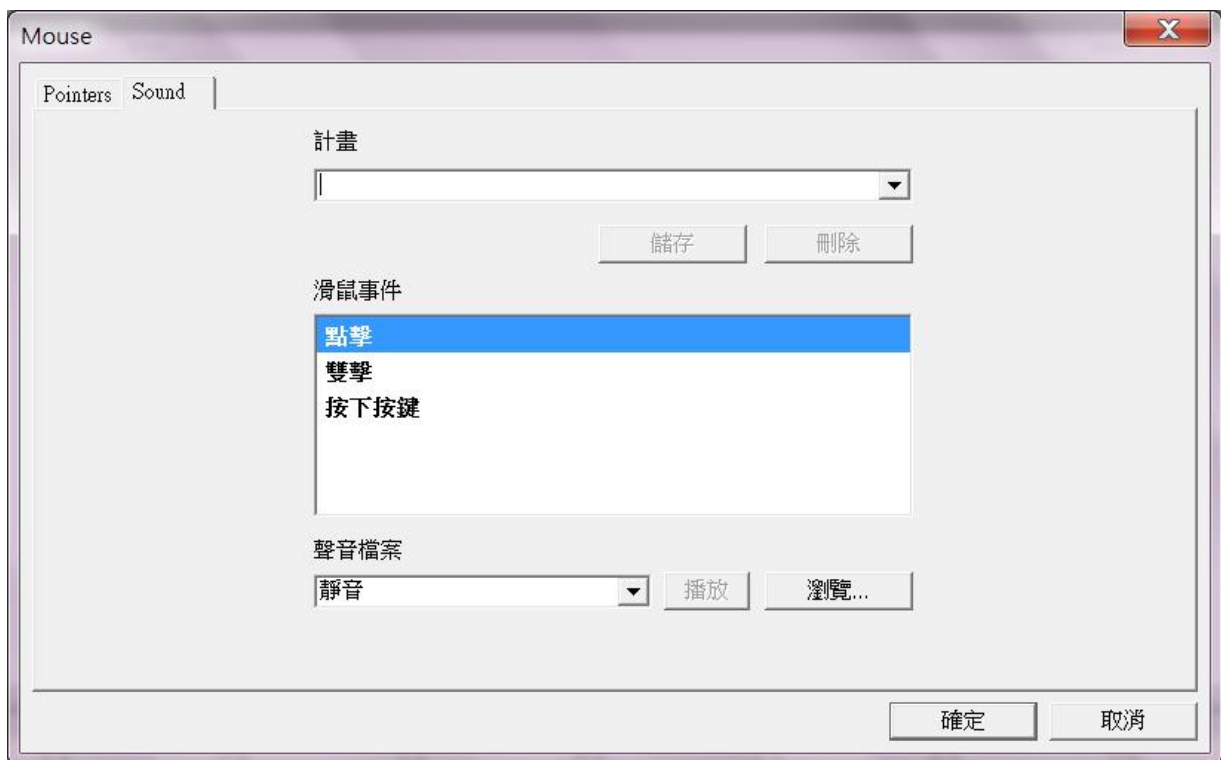 Mouse
Pointers Sound
計畫
儲存 刪除
滑鼠事件
點擊
雙擊
按下按鍵
聲音檔案
靜音 播放 瀏覽...
確定 取消